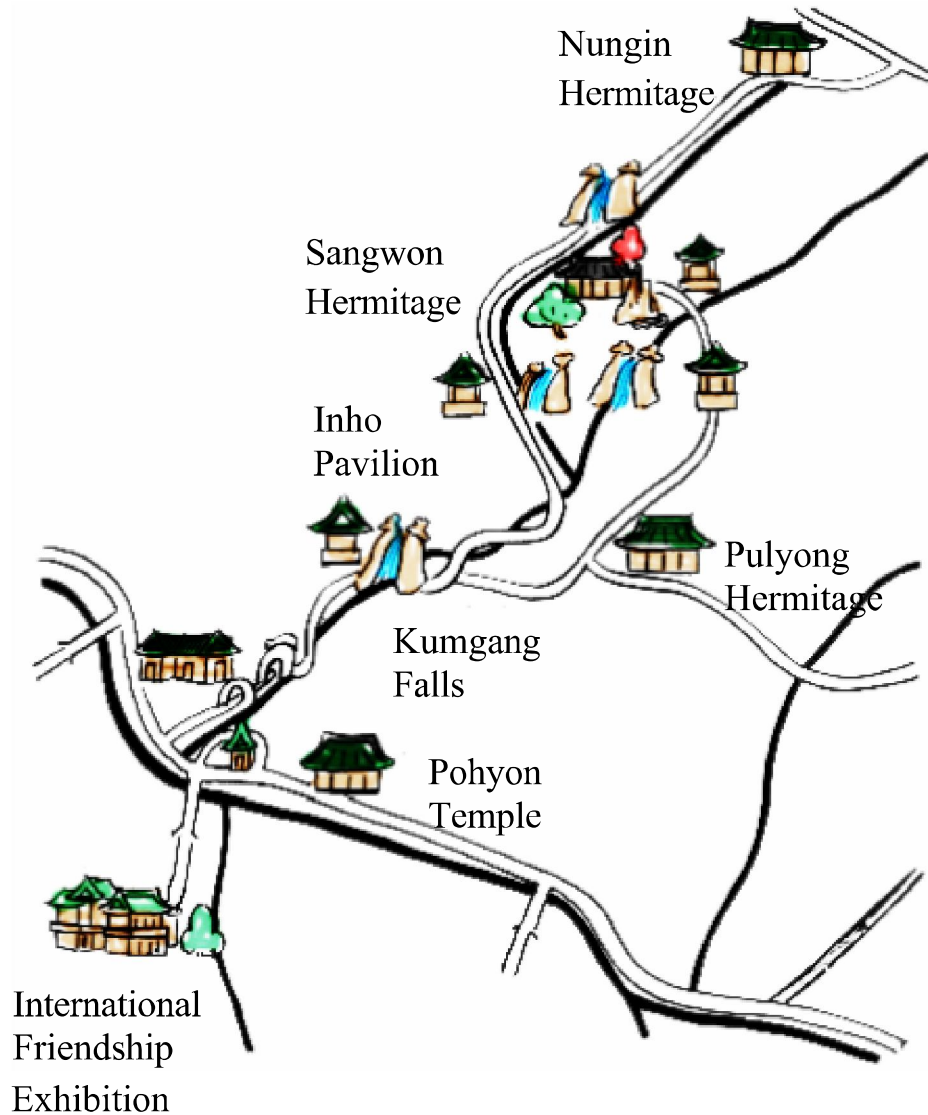 Nungin
Hermitage
Sangwon
Hermitage
Inho
Pavilion
Pulyong
Hermitage
Kumgang
Falls
Pohyon
Temple
International
Friendship
Exhibition